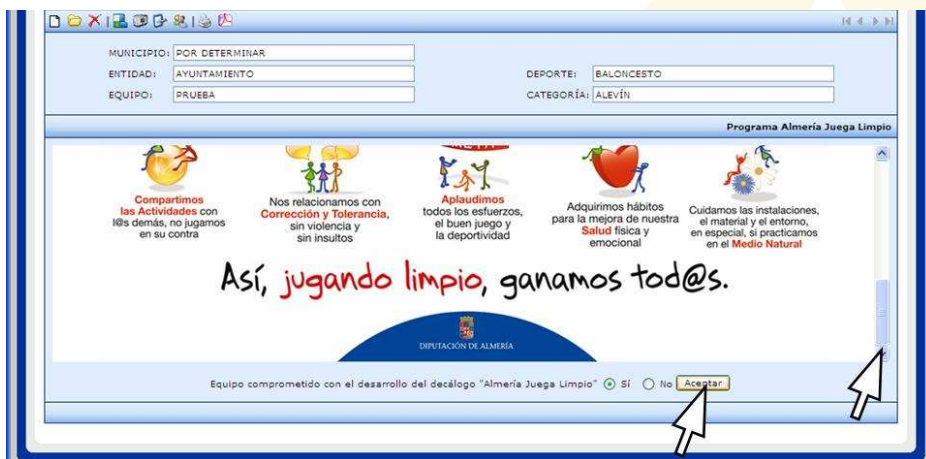 MUNICIPIO: POR DETERMINAR
ENTIDAD: AYUNTAMIENTO DEPORTE: BALONCESTO
EQUIPO: PRUEBA CATEGORÍA: ALEVÍN
Programa Almería Juega Limpio
Compartimos
las Actividades con
l@s demás, no jugamos
en su contra
Nos relacionamos con
Corrección y Tolerancia,
sin violencia y
sin insultos
Aplaudimos
todos los esfuerzos,
el buen juego y
la deportividad
Adquirimos hábitos
para la mejora de nuestra
Salud física y
emocional
Cuidamos las instalaciones,
el material y el entorno,
en especial, si practicamos
en el Medio Natural
Así, jugando limpio, ganamos tod@s.
DIPUTACIÓN DE ALMERÍA
Equipo comprometido con el desarrollo del decálogo "Almería Juega Limpio" Sí No Aceptar